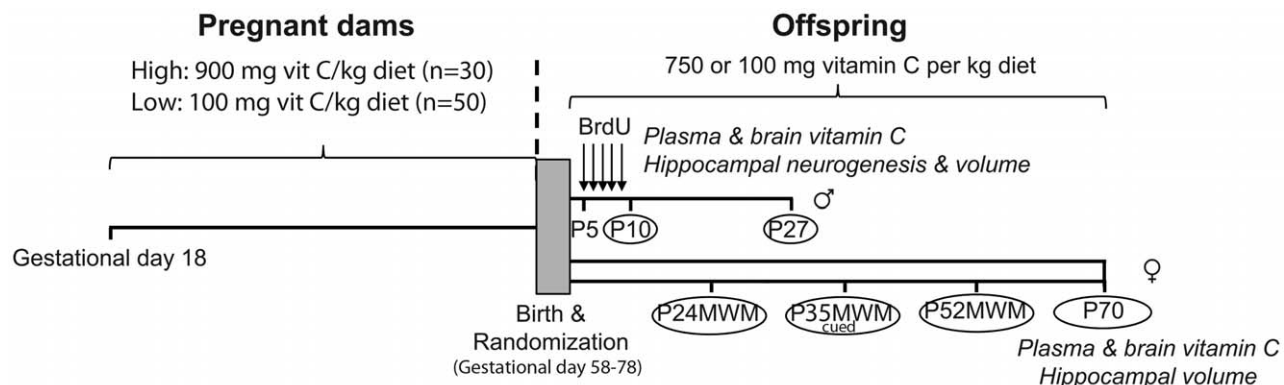 Pregnant dams
High: 900 mg vit C/kg diet (n=30)
Low: 100 mg vit C/kg diet (n=50)
Gestational day 18
Birth &
Randomization
(Gestational day 58-78)
Offspring
750 or 100 mg vitamin C per kg diet
BrdU
Plasma & brain vitamin C
Hippocampal neurogenesis & volume
P5
P10
P27
♂
♀
P24MWM
P35MWM
cued
P52MWM
P70
Plasma & brain vitamin C
Hippocampal volume